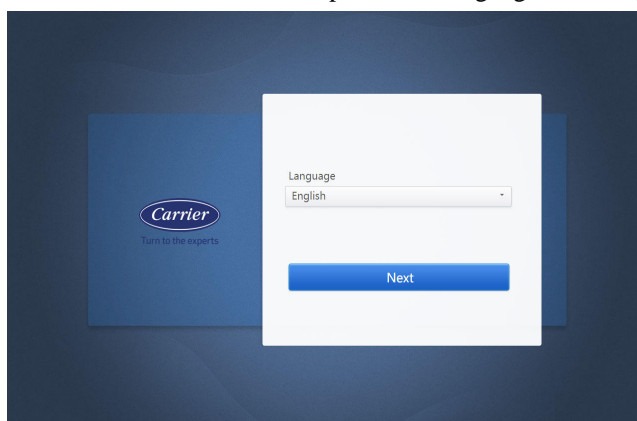 Language
English
Carrier
Turn to the experts
Next